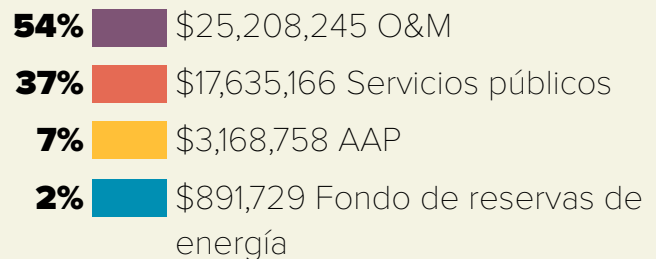 54% $25,208,245 O&M
37% $17,635,166 Servicios públicos
7% $3,168,758 AAP
2% $891,729 Fondo de reservas de
energía